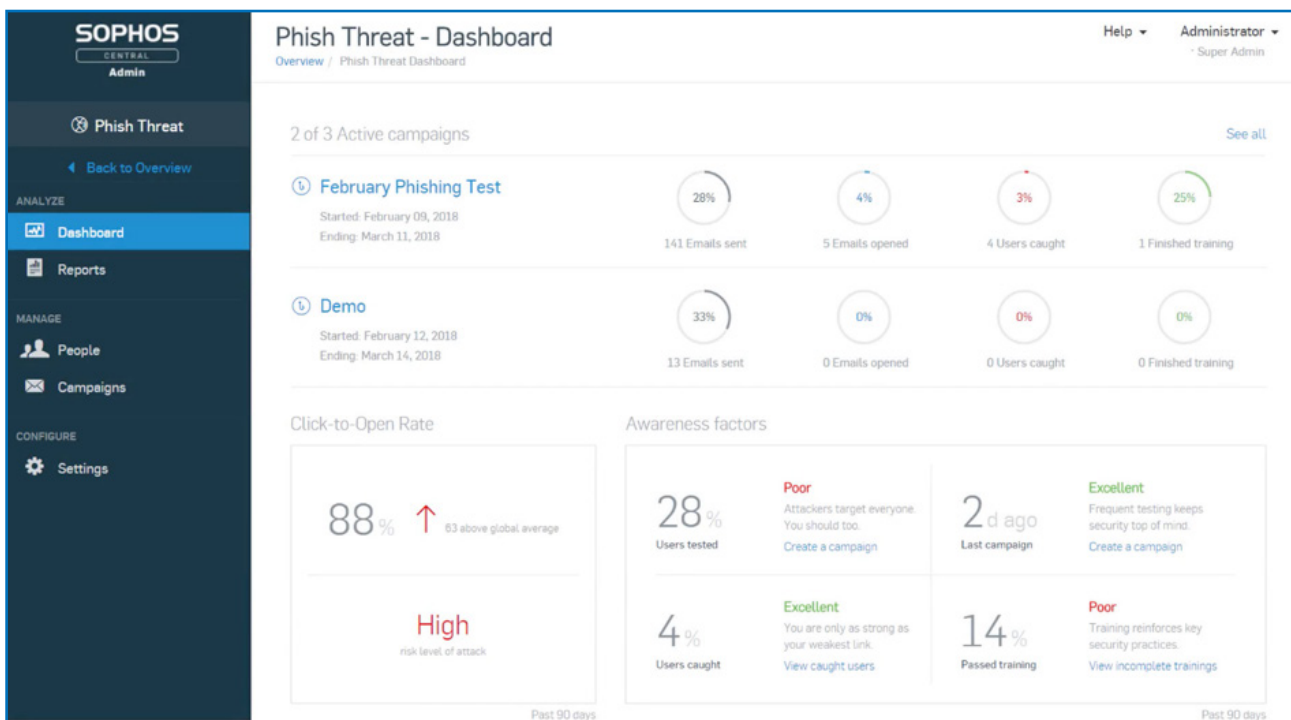 SOPHOS
CENTRAL
Admin
Phish Threat
Back to Overview
ANALYZE
Dashboard
Reports
MANAGE
People
Campaigns
CONFIGURE
Settings
Phish Threat - Dashboard
Overview / Phish Threat Dashboard
Help
Administrator
- Super Admin
2 of 3 Active campaigns
See all
February Phishing Test
Started: February 09, 2018
Ending: March 11, 2018
28%
141 Emails sent
4%
5 Emails opened
3%
4 Users caught
25%
1 Finished training
Demo
Started: February 12, 2018
Ending: March 14, 2018
33%
13 Emails sent
0%
0 Emails opened
0%
0 Users caught
0%
0 Finished training
Click-to-Open Rate
88% 63 above global average
High
risk level of attack
Past 90 days
Awareness factors
28%
Users tested
Poor
Attackers target everyone.
You should too.
Create a campaign
2 d ago
Last campaign
Excellent
Frequent testing keeps
security top of mind.
Create a campaign
4%
Users caught
Excellent
You are only as strong as
your weakest link.
View caught users
14%
Passed training
Poor
Training reinforces key
security practices.
View incomplete trainings
Past 90 days